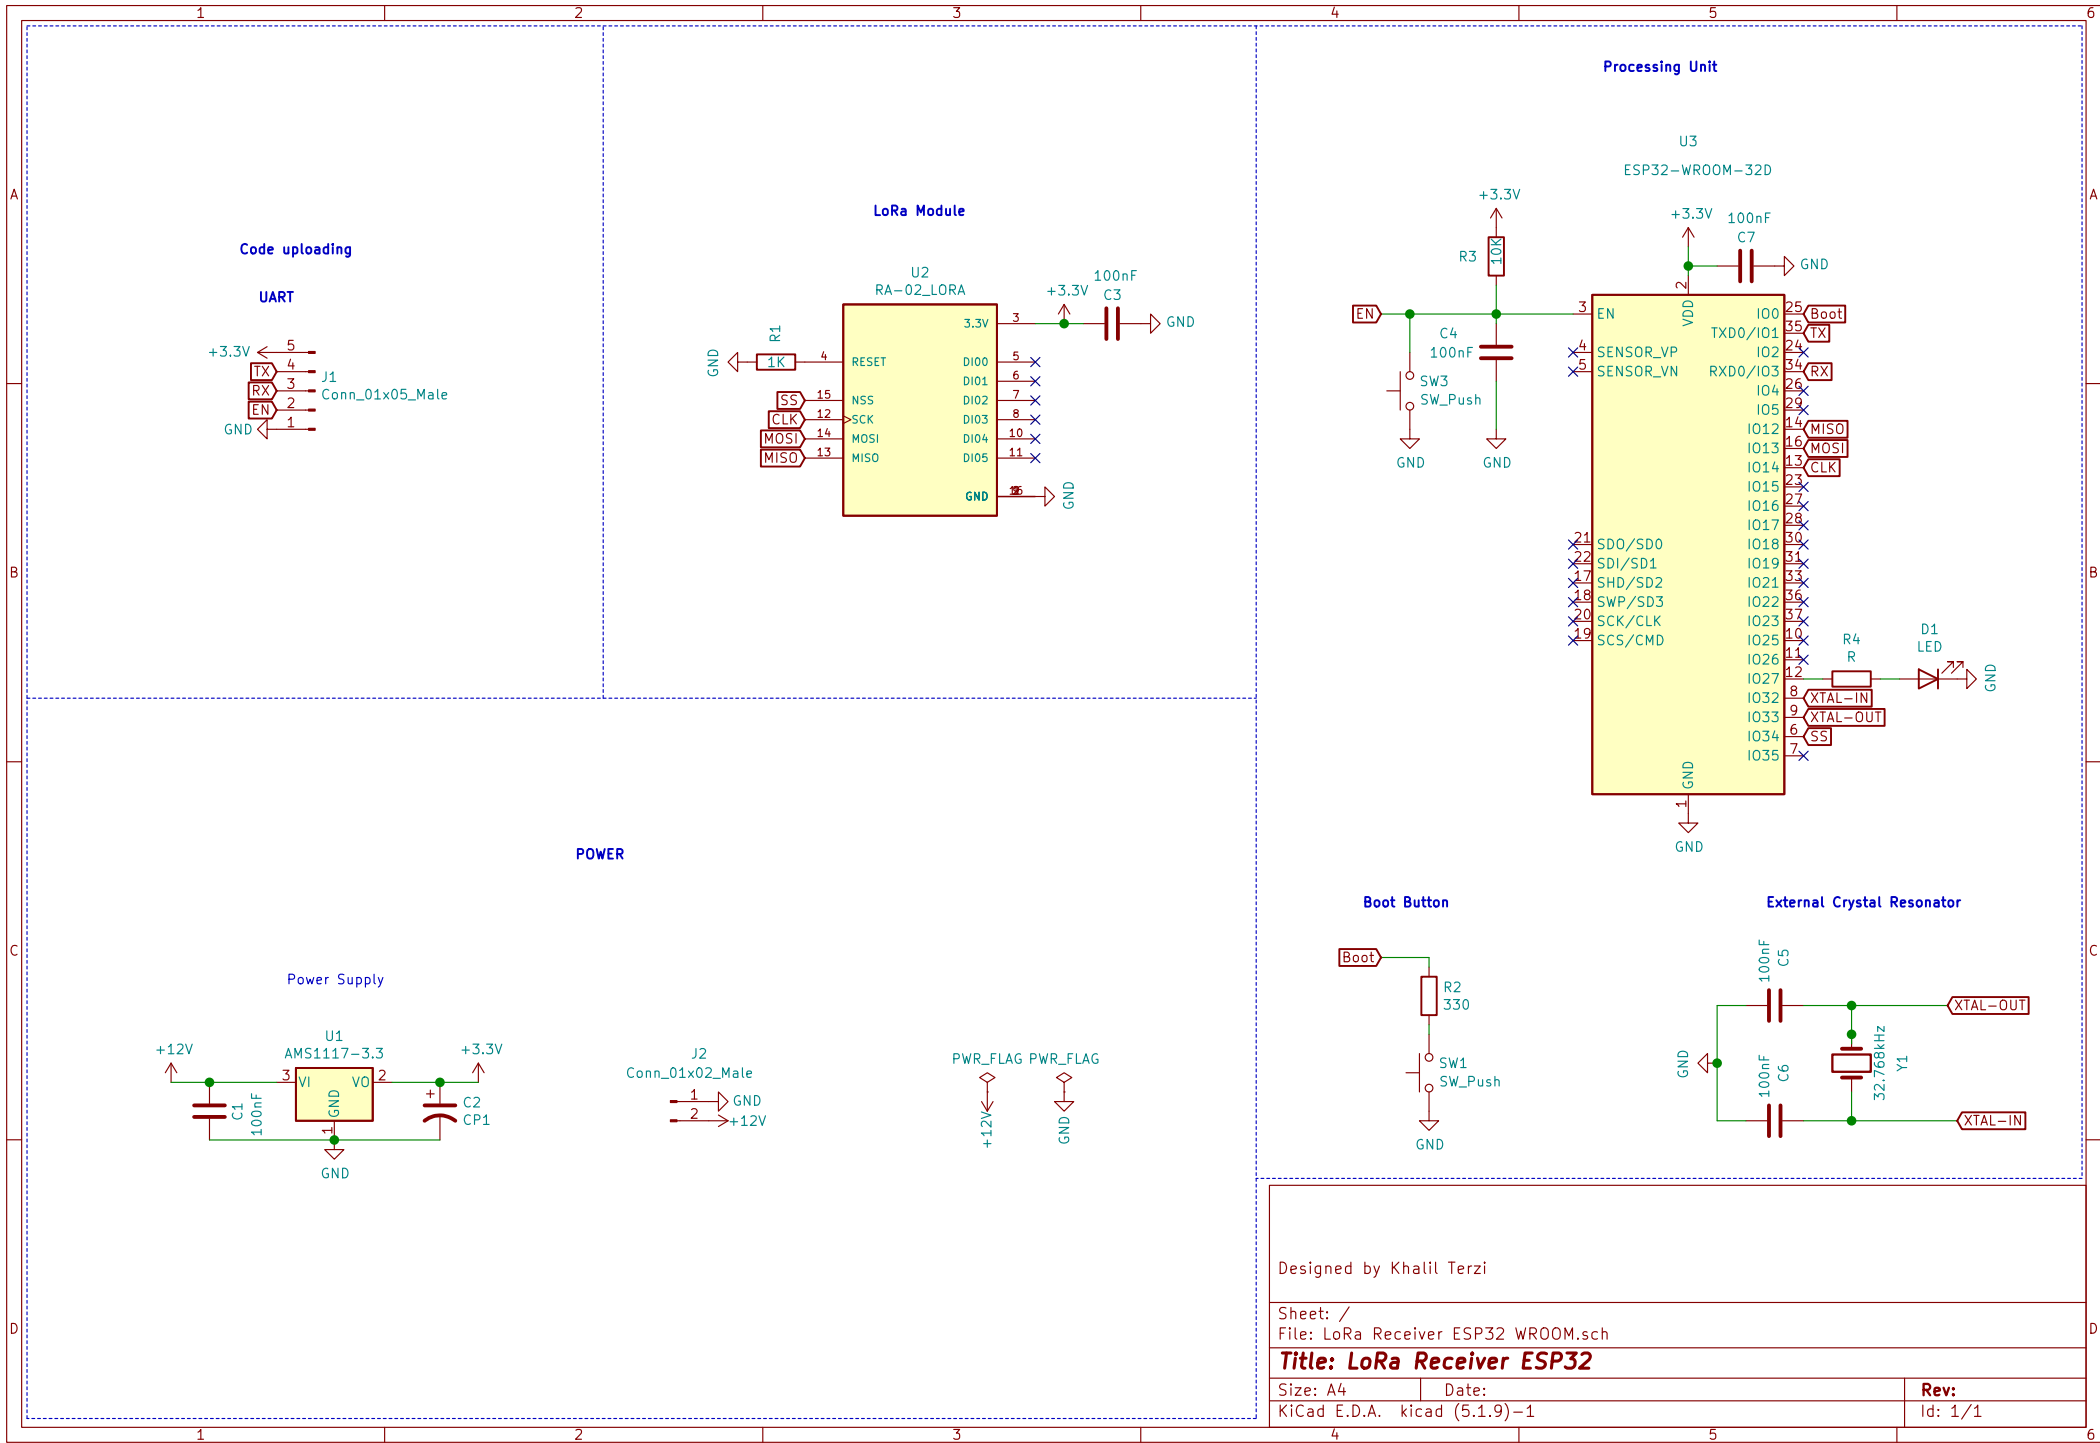 1 2 3 4 5 6
A
B
C
D
Code uploading
UART
+3.3V 5
TX 4
RX 3
EN 2
GND 1
J1
Conn_01x05_Male
LoRa Module
U2
RA-02_LORA
R1
1K
GND
4 RESET
SS 15 NSS
CLK 12 SCK
MOSI 14 MOSI
MISO 13 MISO
3.3V 3
+3.3V
100nF
C3
GND
DIO0 5
DIO1 6
DIO2 7
DIO3 8
DIO4 10
DIO5 11
GND
GND
Processing Unit
U3
ESP32-WROOM-32D
+3.3V
R3
10K
EN
C4
100nF
SW3
SW_Push
GND
GND
+3.3V
100nF
C7
GND
2
VDD
3 EN
4 SENSOR_VP
5 SENSOR_VN
21 SDO/SD0
22 SDI/SD1
17 SHD/SD2
18 SWP/SD3
20 SCK/CLK
19 SCS/CMD
IO0 25 Boot
TXD0/IO1 35 TX
IO2 24
RXD0/IO3 34 RX
IO4 26
IO5 29
IO12 14 MISO
IO13 16 MOSI
IO14 13 CLK
IO15 23
IO16 27
IO17 28
IO18 30
IO19 31
IO21 33
IO22 36
IO23 37
IO25 10
IO26 11
IO27 12
IO32 8 XTAL-IN
IO33 9 XTAL-OUT
IO34 6 SS
IO35 7
R4
R
D1
LED
GND
GND
1
GND
POWER
Power Supply
+12V
U1
AMS1117-3.3
3 VI
VO 2
GND
1
C1
100nF
+3.3V
C2
CP1
+
GND
J2
Conn_01x02_Male
1 GND
2 +12V
PWR_FLAG PWR_FLAG
+12V
GND
Boot Button
Boot
R2
330
SW1
SW_Push
GND
External Crystal Resonator
100nF
C5
XTAL-OUT
GND
32.768kHz
Y1
100nF
C6
XTAL-IN
Designed by Khalil Terzi
Sheet: /
File: LoRa Receiver ESP32 WROOM.sch
Title: LoRa Receiver ESP32
Size: A4 Date: Rev:
KiCad E.D.A. kicad (5.1.9)-1 Id: 1/1
A
B
C
D
1 2 3 4 5 6